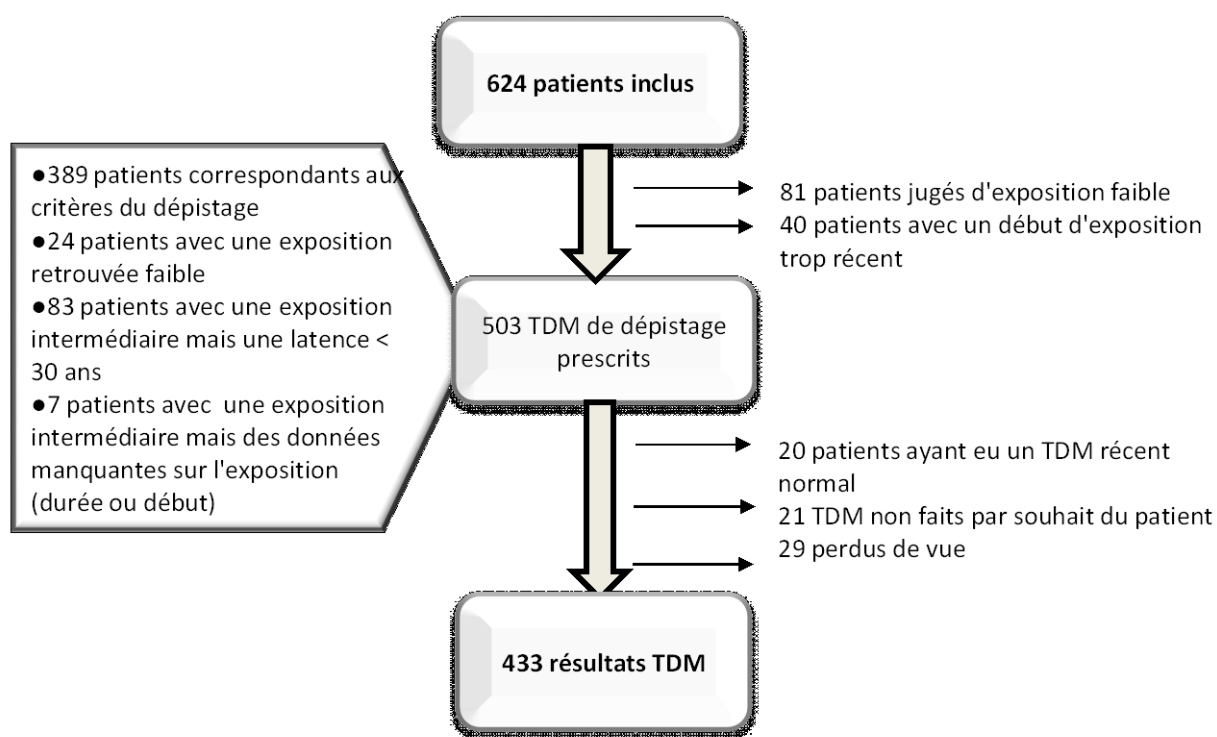 624 patients inclus
●389 patients correspondants aux
critères du dépistage
●24 patients avec une exposition
retrouvée faible
●83 patients avec une exposition
intermédiaire mais une latence <
30 ans
●7 patients avec une exposition
intermédiaire mais des données
manquantes sur l'exposition
(durée ou début)
81 patients jugés d'exposition faible
40 patients avec un début d'exposition
trop récent
503 TDM de dépistage
prescrits
20 patients ayant eu un TDM récent
normal
21 TDM non faits par souhait du patient
29 perdus de vue
433 résultats TDM